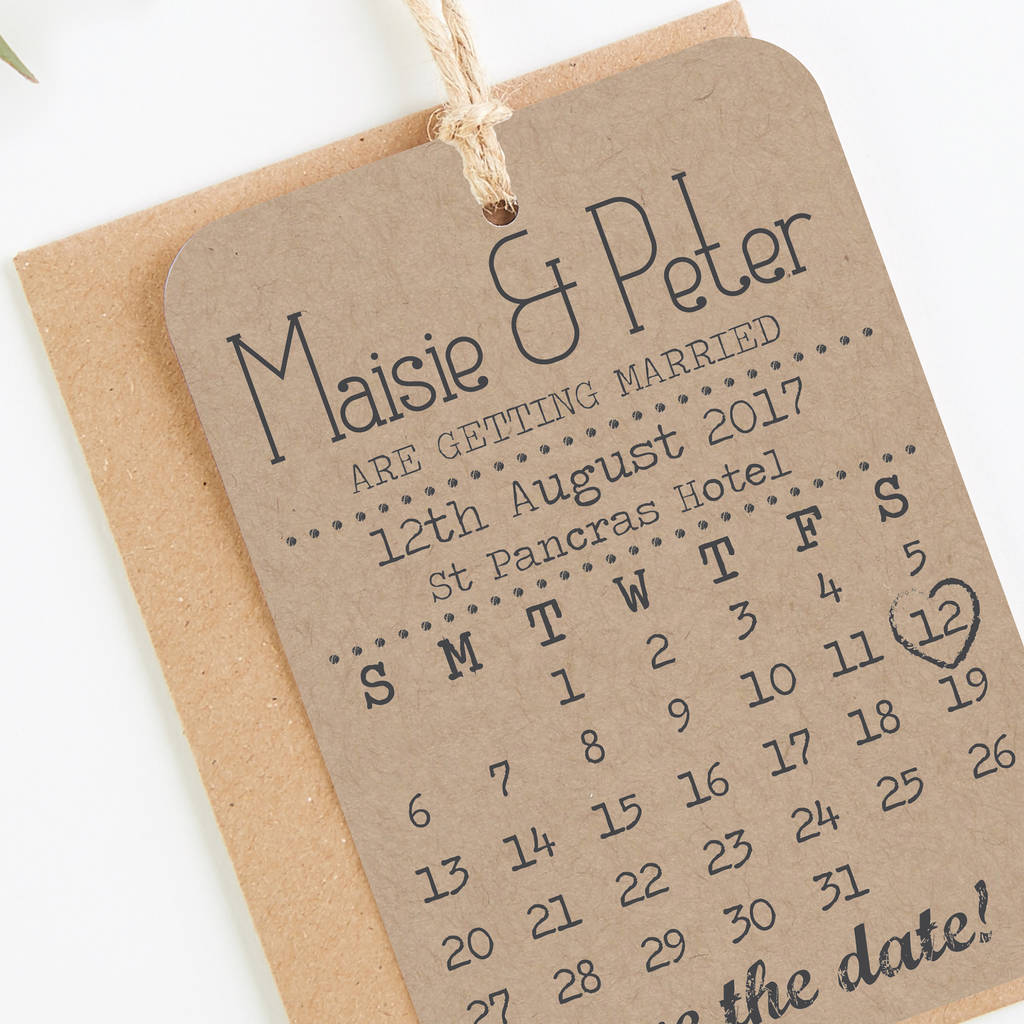 Maisie & Peter
ARE GETTING MARRIED
12th August 2017
St Pancras Hotel
S M T W T F S
1 2 3 4 5
6 7 8 9 10 11 12
13 14 15 16 17 18 19
20 21 22 23 24 25 26
27 28 29 30 31
the date!